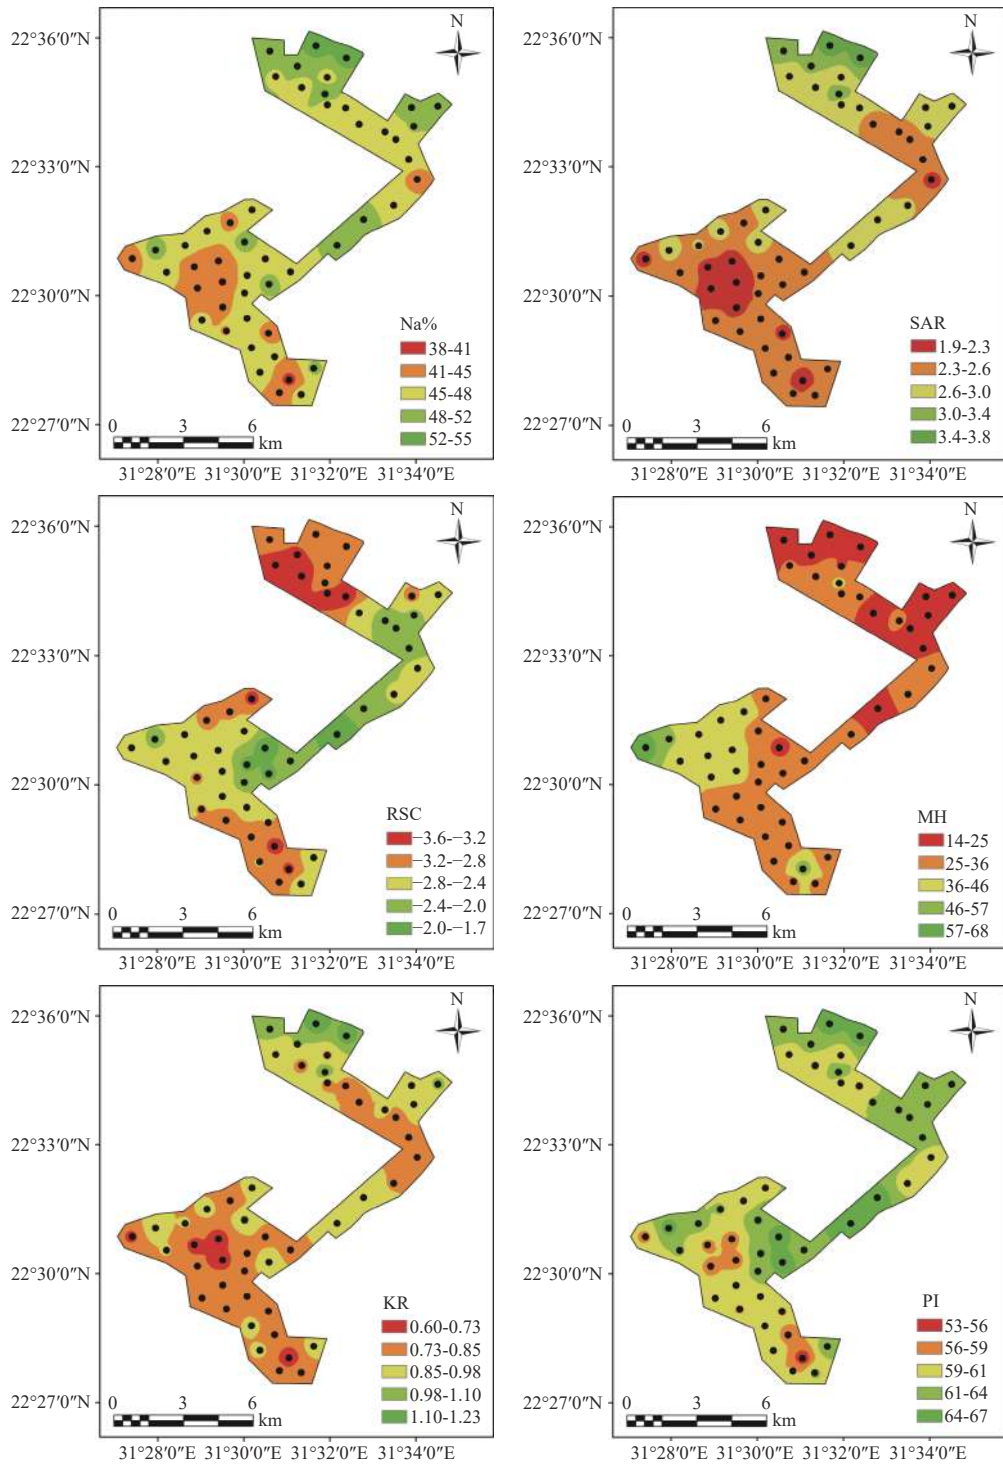 N
N
22°36′0″N
22°36′0″N
22°33′0″N
22°33′0″N
22°30′0″N
22°30′0″N
22°27′0″N
22°27′0″N
Na%
38-41
41-45
45-48
48-52
52-55
SAR
1.9-2.3
2.3-2.6
2.6-3.0
3.0-3.4
3.4-3.8
0 3 6
km
0 3 6
km
31°28′0″E 31°30′0″E 31°32′0″E 31°34′0″E
31°28′0″E 31°30′0″E 31°32′0″E 31°34′0″E
N
N
22°36′0″N
22°36′0″N
22°33′0″N
22°33′0″N
22°30′0″N
22°30′0″N
22°27′0″N
22°27′0″N
RSC
−3.6-−3.2
−3.2-−2.8
−2.8-−2.4
−2.4-−2.0
−2.0-−1.7
MH
14-25
25-36
36-46
46-57
57-68
0 3 6
km
0 3 6
km
31°28′0″E 31°30′0″E 31°32′0″E 31°34′0″E
31°28′0″E 31°30′0″E 31°32′0″E 31°34′0″E
N
N
22°36′0″N
22°36′0″N
22°33′0″N
22°33′0″N
22°30′0″N
22°30′0″N
22°27′0″N
22°27′0″N
KR
0.60-0.73
0.73-0.85
0.85-0.98
0.98-1.10
1.10-1.23
PI
53-56
56-59
59-61
61-64
64-67
0 3 6
km
0 3 6
km
31°28′0″E 31°30′0″E 31°32′0″E 31°34′0″E
31°28′0″E 31°30′0″E 31°32′0″E 31°34′0″E